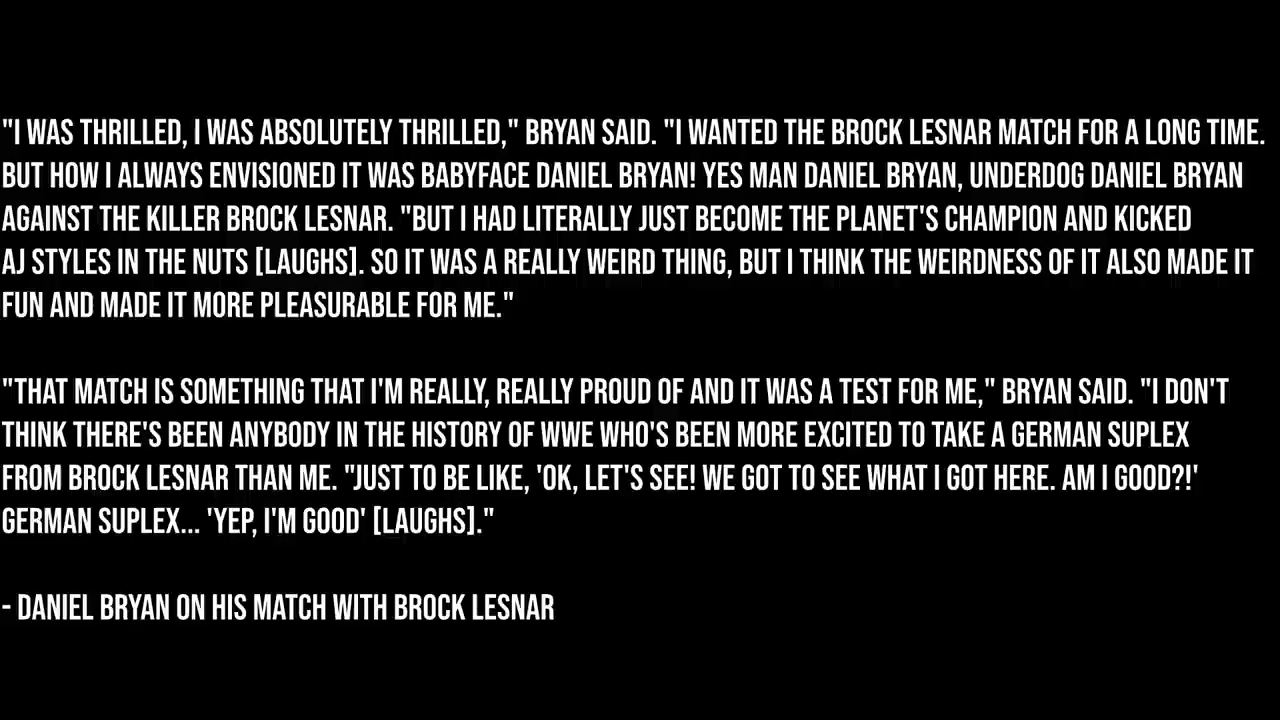 "I WAS THRILLED, I WAS ABSOLUTELY THRILLED," BRYAN SAID. "I WANTED THE BROCK LESNAR MATCH FOR A LONG TIME.
BUT HOW I ALWAYS ENVISIONED IT WAS BABYFACE DANIEL BRYAN! YES MAN DANIEL BRYAN, UNDERDOG DANIEL BRYAN
AGAINST THE KILLER BROCK LESNAR. "BUT I HAD LITERALLY JUST BECOME THE PLANET'S CHAMPION AND KICKED
AJ STYLES IN THE NUTS [LAUGHS]. SO IT WAS A REALLY WEIRD THING, BUT I THINK THE WEIRDNESS OF IT ALSO MADE IT
FUN AND MADE IT MORE PLEASURABLE FOR ME."
"THAT MATCH IS SOMETHING THAT I'M REALLY, REALLY PROUD OF AND IT WAS A TEST FOR ME," BRYAN SAID. "I DON'T
THINK THERE'S BEEN ANYBODY IN THE HISTORY OF WWE WHO'S BEEN MORE EXCITED TO TAKE A GERMAN SUPLEX
FROM BROCK LESNAR THAN ME. "JUST TO BE LIKE, 'OK, LET'S SEE! WE GOT TO SEE WHAT I GOT HERE. AM I GOOD?!'
GERMAN SUPLEX... 'YEP, I'M GOOD' [LAUGHS]."
- DANIEL BRYAN ON HIS MATCH WITH BROCK LESNAR